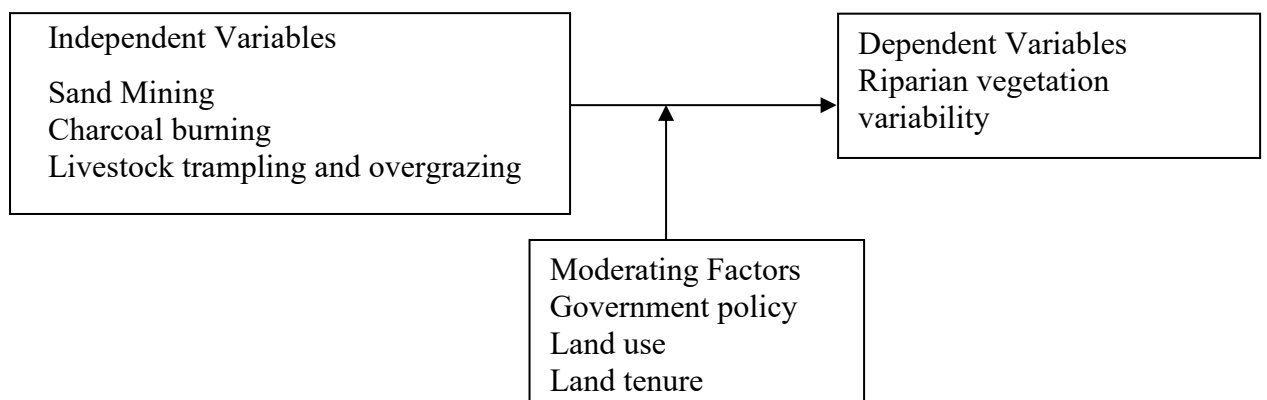 Independent Variables
Sand Mining
Charcoal burning
Livestock trampling and overgrazing
Dependent Variables
Riparian vegetation
variability
Moderating Factors
Government policy
Land use
Land tenure